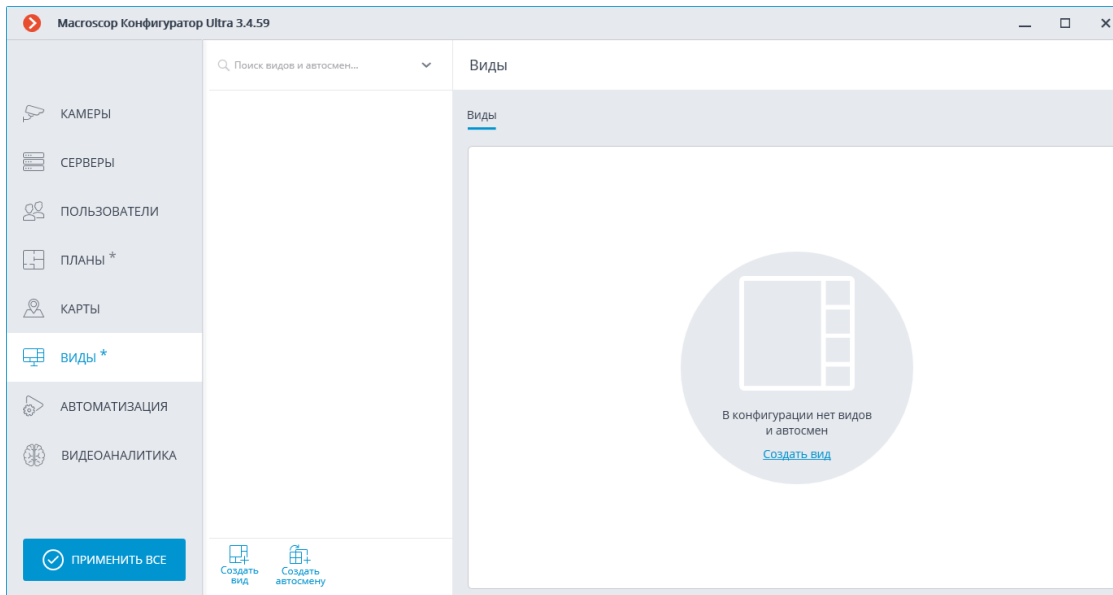 Macroscop Конфигуратор Ultra 3.4.59
КАМЕРЫ
СЕРВЕРЫ
ПОЛЬЗОВАТЕЛИ
ПЛАНЫ *
КАРТЫ
ВИДЫ *
АВТОМАТИЗАЦИЯ
ВИДЕОАНАЛИТИКА
ПРИМЕНИТЬ ВСЕ
Поиск видов и автосмен...
Создать
вид
Создать
автосмену
Виды
Виды
В конфигурации нет видов
и автосмен
Создать вид